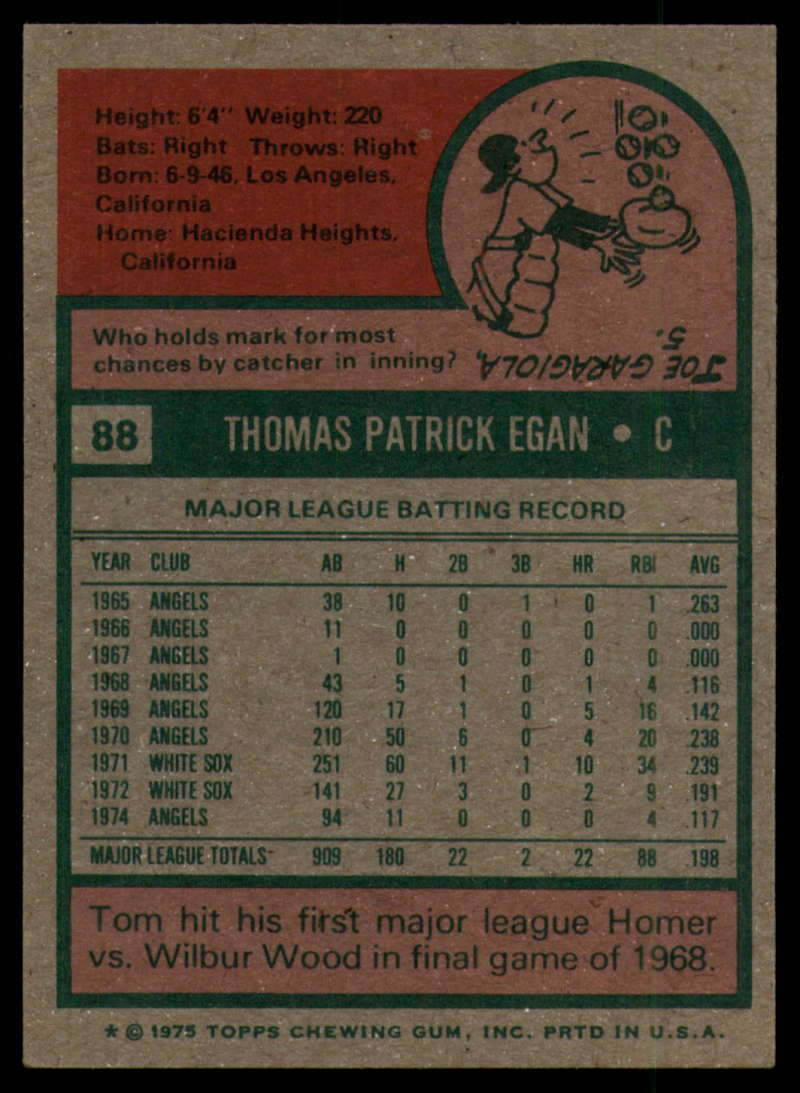 Height: 6'4" Weight: 220
Bats: Right Throws: Right
Born: 6-9-46, Los Angeles,
California
Home: Hacienda Heights,
California
Who holds mark for most
chances by catcher in inning?
JOE GARAGIOLA,
5.
88 THOMAS PATRICK EGAN • C
MAJOR LEAGUE BATTING RECORD
YEAR CLUB AB H 2B 3B HR RBI AVG
1965 ANGELS 38 10 0 1 0 1 .263
1966 ANGELS 11 0 0 0 0 0 .000
1967 ANGELS 1 0 0 0 0 0 .000
1968 ANGELS 43 5 1 0 1 4 .116
1969 ANGELS 120 17 1 0 5 16 .142
1970 ANGELS 210 50 6 0 4 20 .238
1971 WHITE SOX 251 60 11 1 10 34 .239
1972 WHITE SOX 141 27 3 0 2 9 .191
1974 ANGELS 94 11 0 0 0 4 .117
MAJOR LEAGUE TOTALS 909 180 22 2 22 88 .198
Tom hit his first major league Homer
vs. Wilbur Wood in final game of 1968.
* © 1975 TOPPS CHEWING GUM, INC. PRTD IN U.S.A.